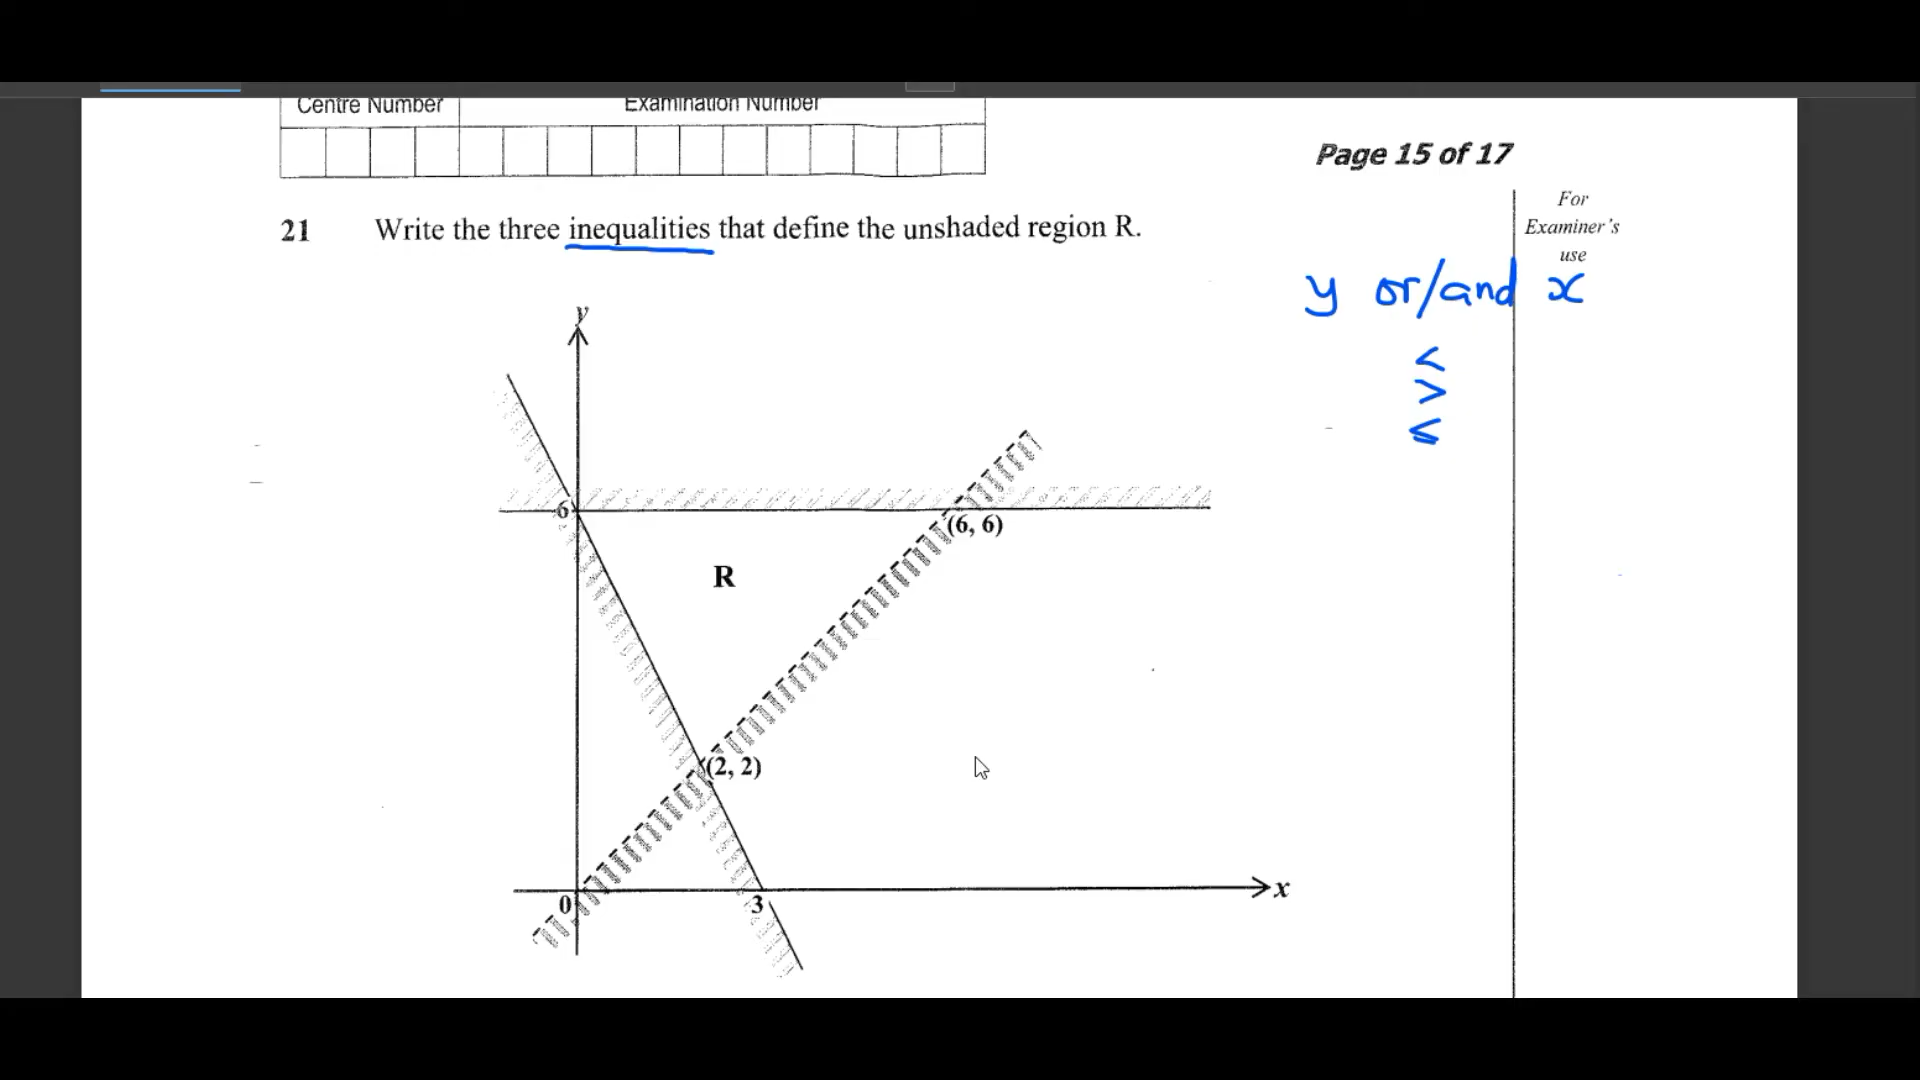 Centre Number Examination Number
Page 15 of 17
For
Examiner's
use
21 Write the three inequalities that define the unshaded region R.
y or/and x
<
>
≤
y
6
(6, 6)
R
(2, 2)
0
3
x